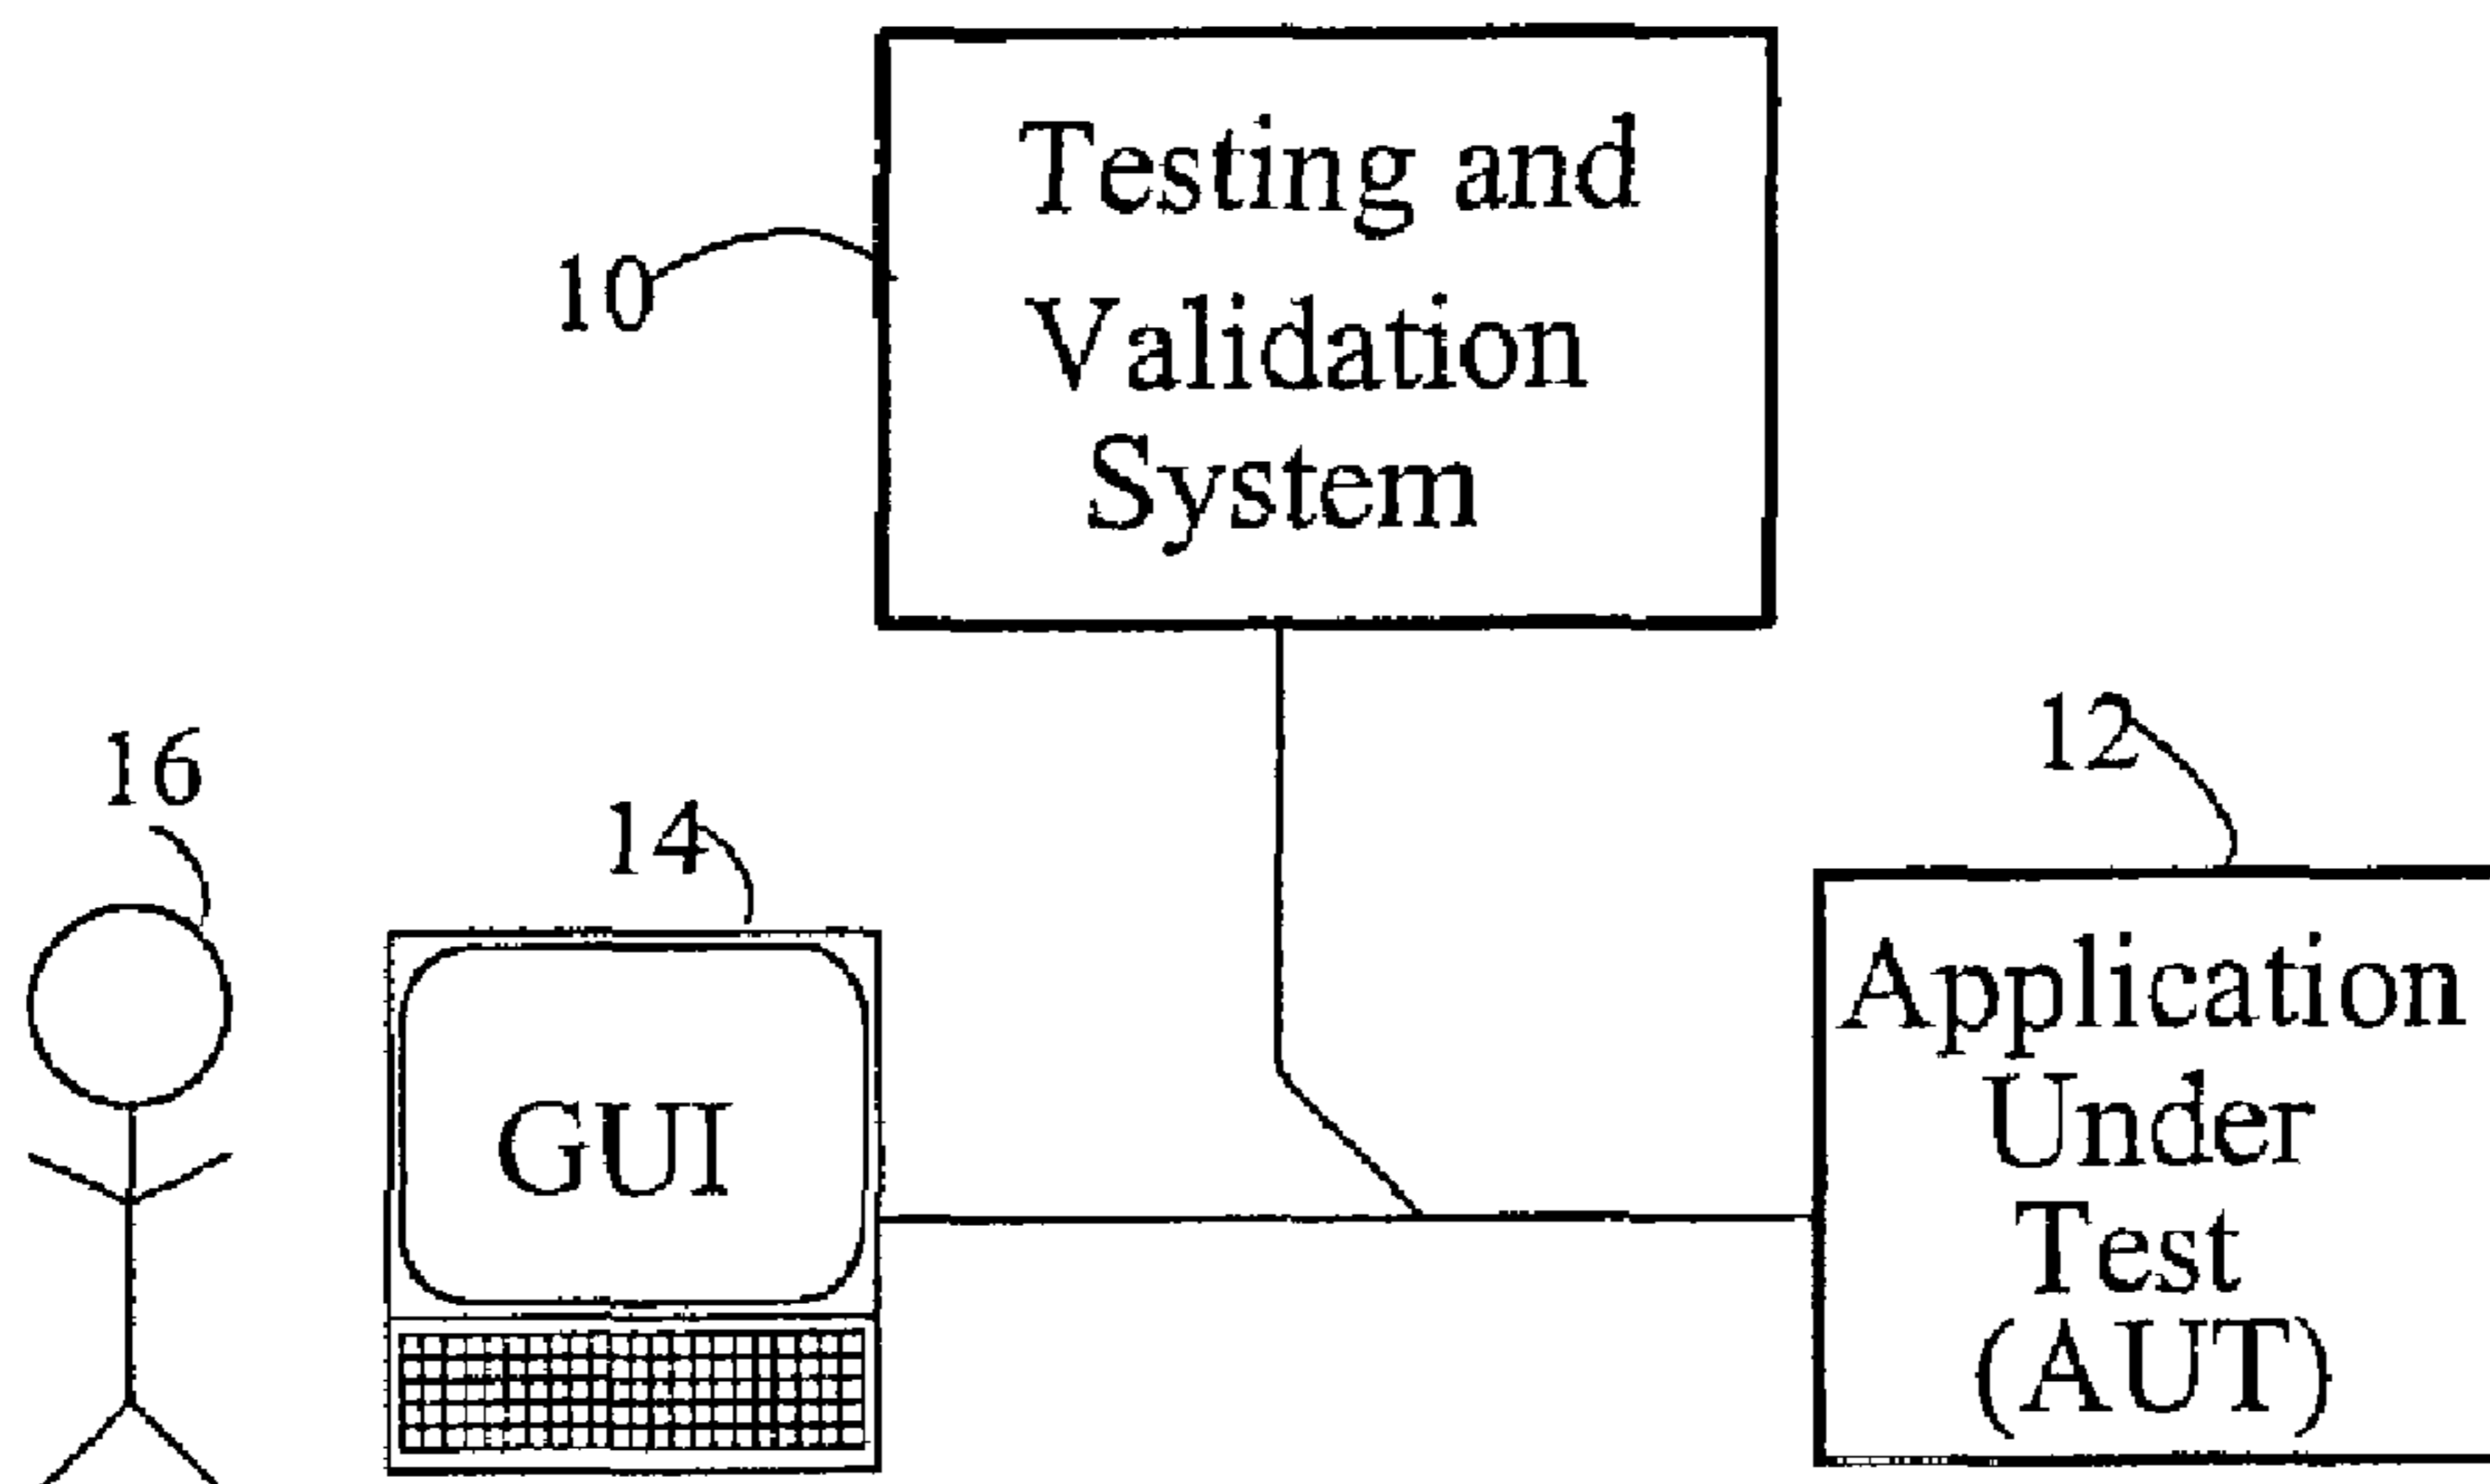 Testing and
Validation
System
10
12
16
14
GUI
Application
Under
Test
(AUT)